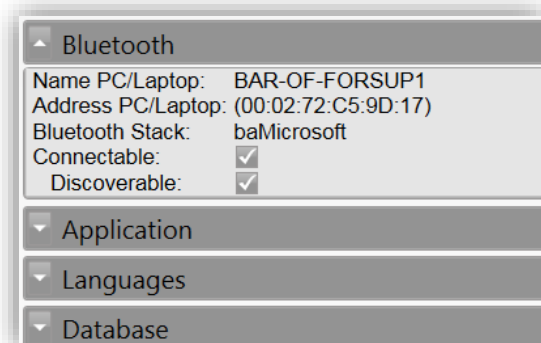 Bluetooth
Name PC/Laptop: BAR-OF-FORSUP1
Address PC/Laptop: (00:02:72:C5:9D:17)
Bluetooth Stack: baMicrosoft
Connectable:
Discoverable:
Application
Languages
Database